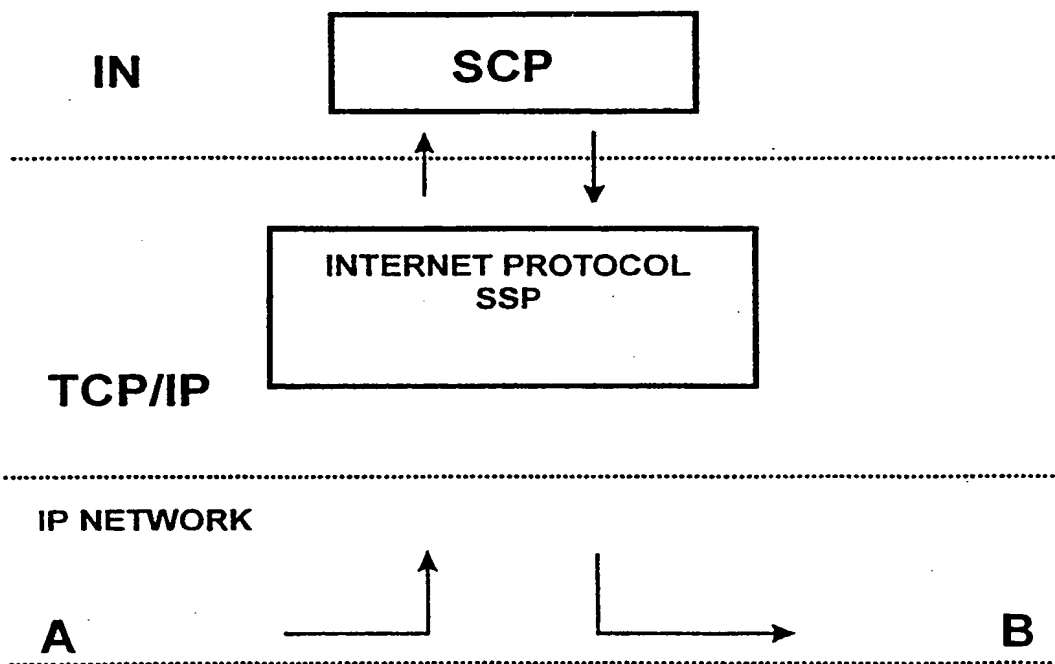 IN
SCP
INTERNET PROTOCOL
SSP
TCP/IP
IP NETWORK
A
B